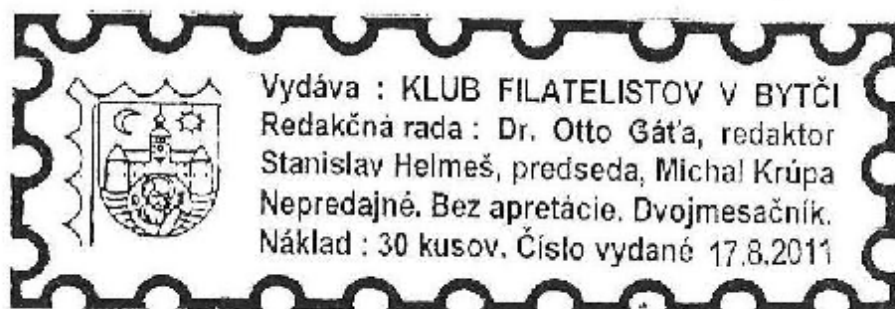 Vydáva : KLUB FILATELISTOV V BYTČI
Redakčná rada : Dr. Otto Gáťa, redaktor
Stanislav Helmeš, predseda, Michal Krúpa
Nepredajné. Bez apretácie. Dvojmesačník.
Náklad : 30 kusov. Číslo vydané 17.8.2011